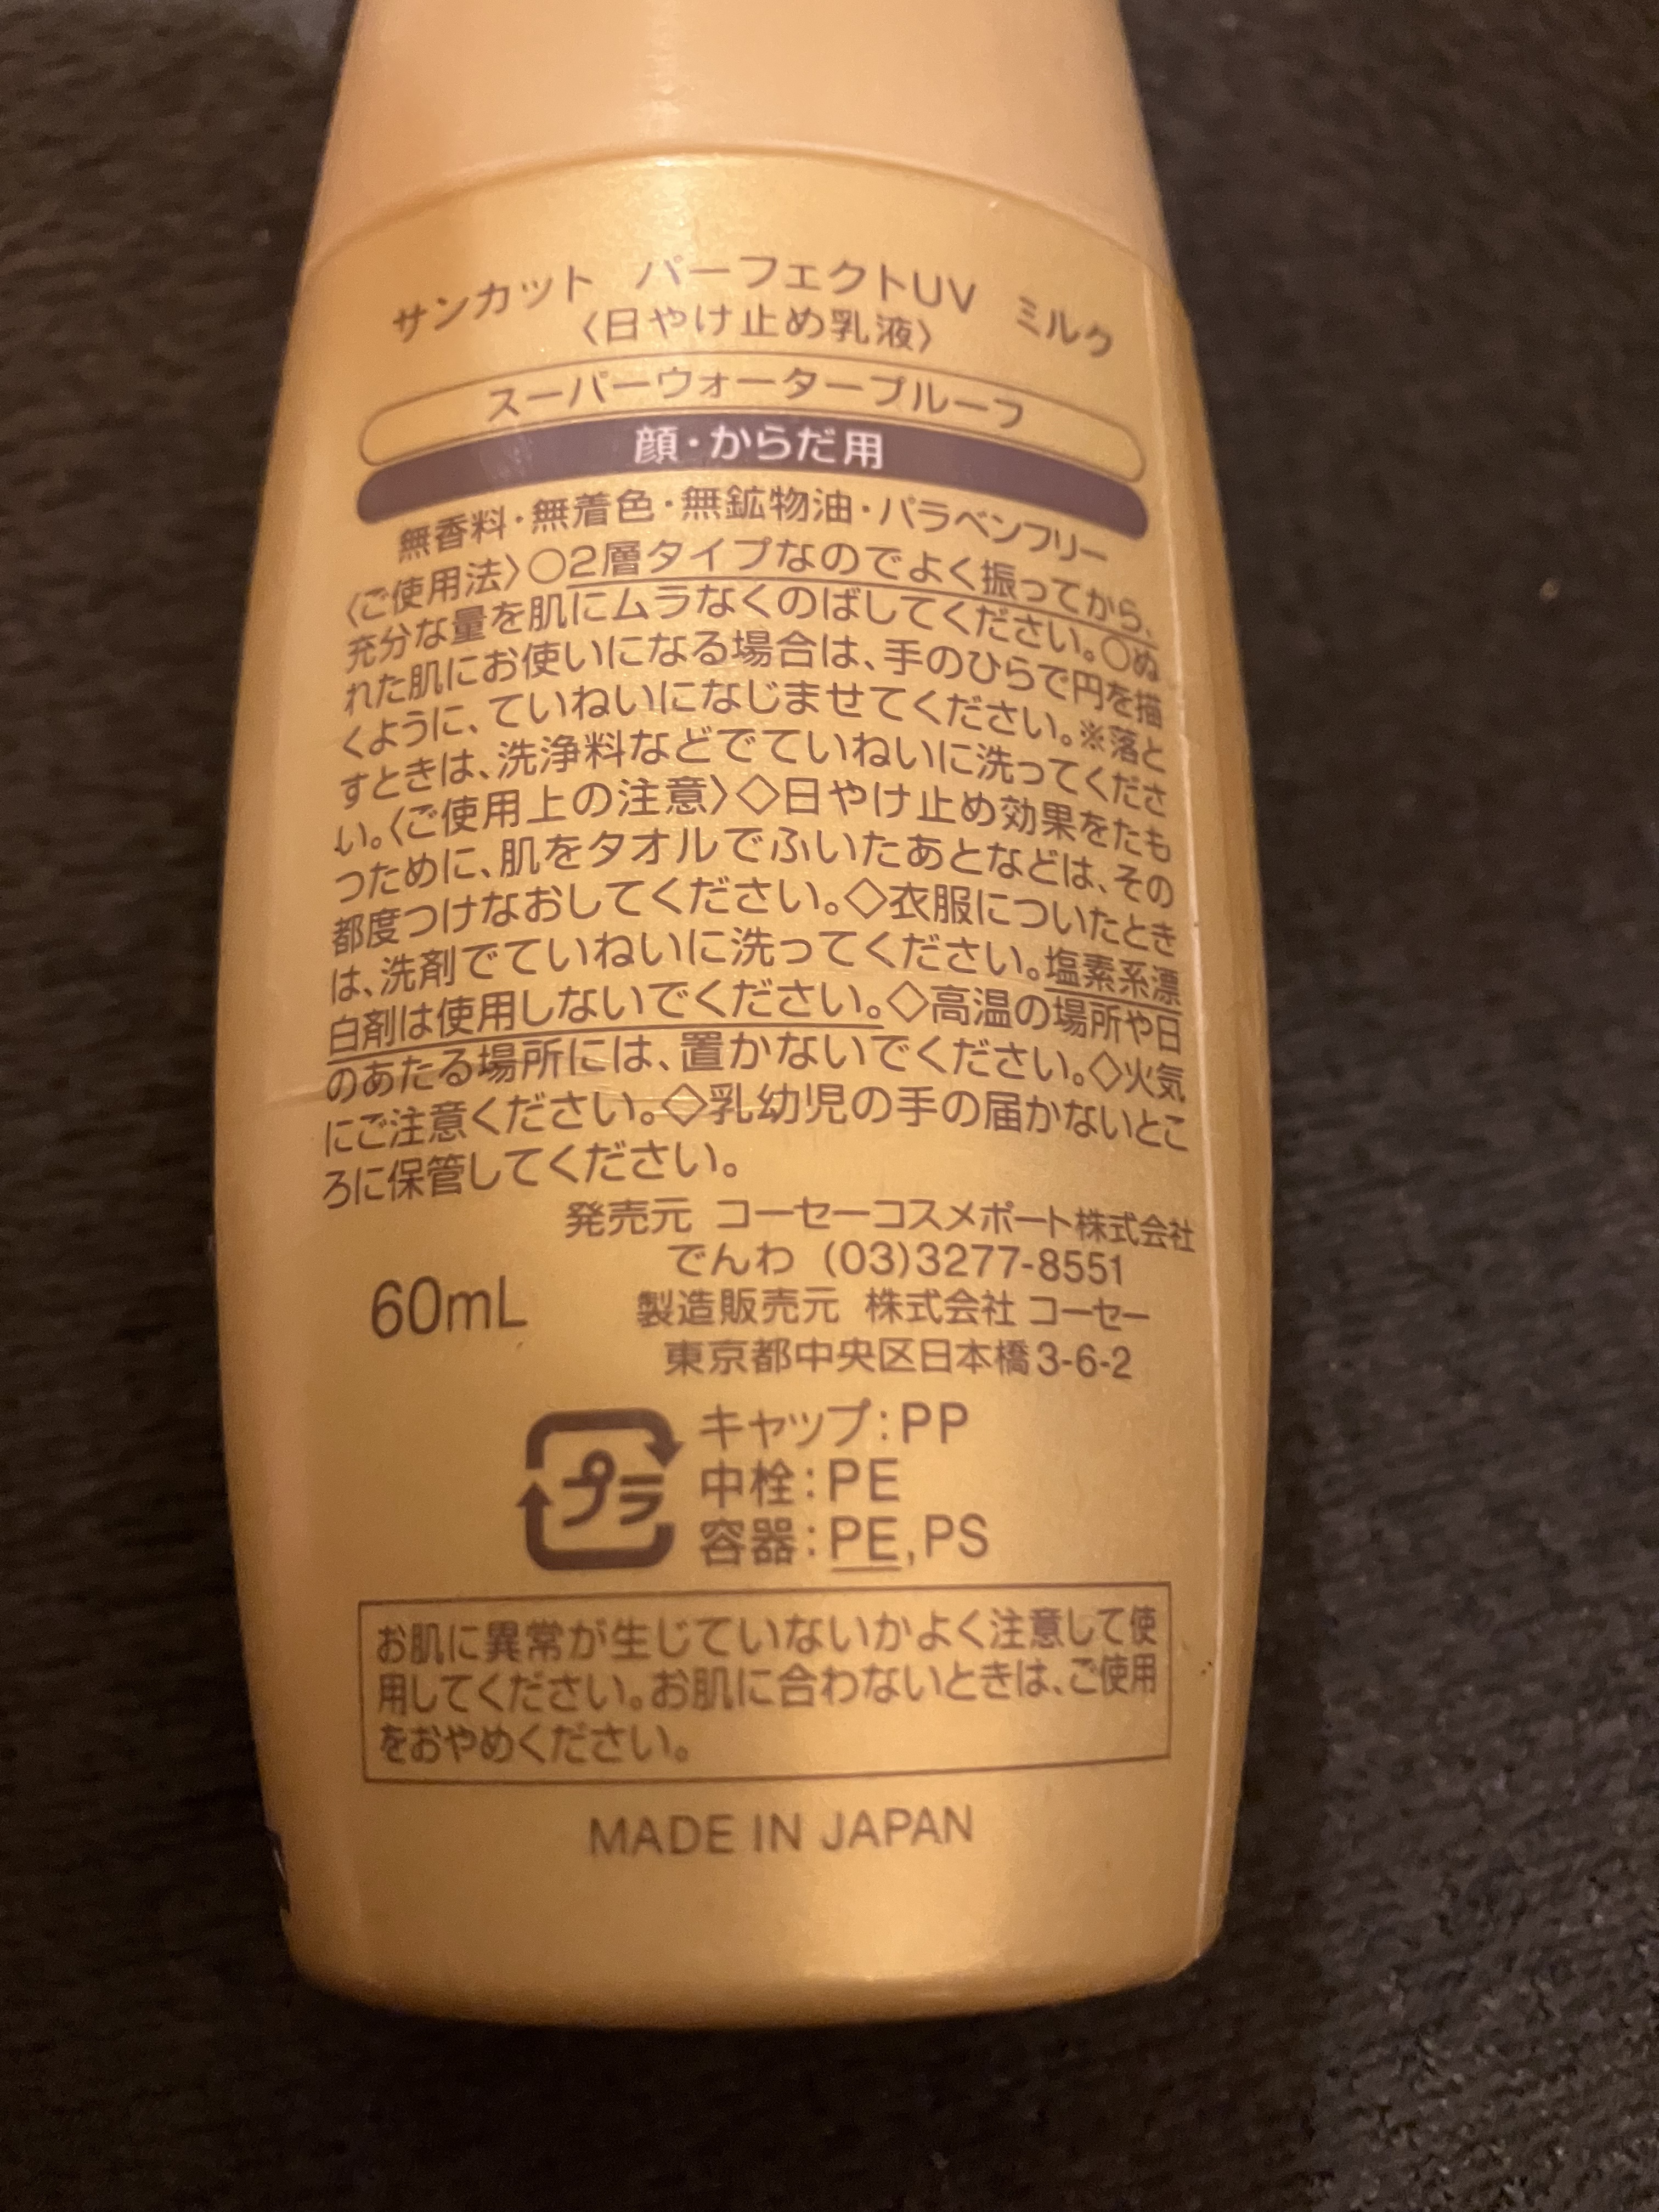 サンカット パーフェクトUV ミルク
〈日やけ止め乳液〉
スーパーウォータープルーフ
顔・からだ用
無香料・無着色・無鉱物油・パラベンフリー
〈ご使用法〉○2層タイプなのでよく振ってから、
充分な量を肌にムラなくのばしてください。○ぬ
れた肌にお使いになる場合は、手のひらで円を描
くように、ていねいになじませてください。※落と
すときは、洗浄料などでていねいに洗ってくださ
い。〈ご使用上の注意〉◇日やけ止め効果をたも
つために、肌をタオルでふいたあとなどは、その
都度つけなおしてください。◇衣服についたとき
は、洗剤でていねいに洗ってください。塩素系漂
白剤は使用しないでください。◇高温の場所や日
のあたる場所には、置かないでください。◇火気
にご注意ください。◇乳幼児の手の届かないとこ
ろに保管してください。
発売元 コーセーコスメポート株式会社
でんわ (03)3277-8551
60mL
製造販売元 株式会社 コーセー
東京都中央区日本橋3-6-2
プラ
キャップ:PP
中栓:PE
容器:PE,PS
お肌に異常が生じていないかよく注意して使
用してください。お肌に合わないときは、ご使用
をおやめください。
MADE IN JAPAN